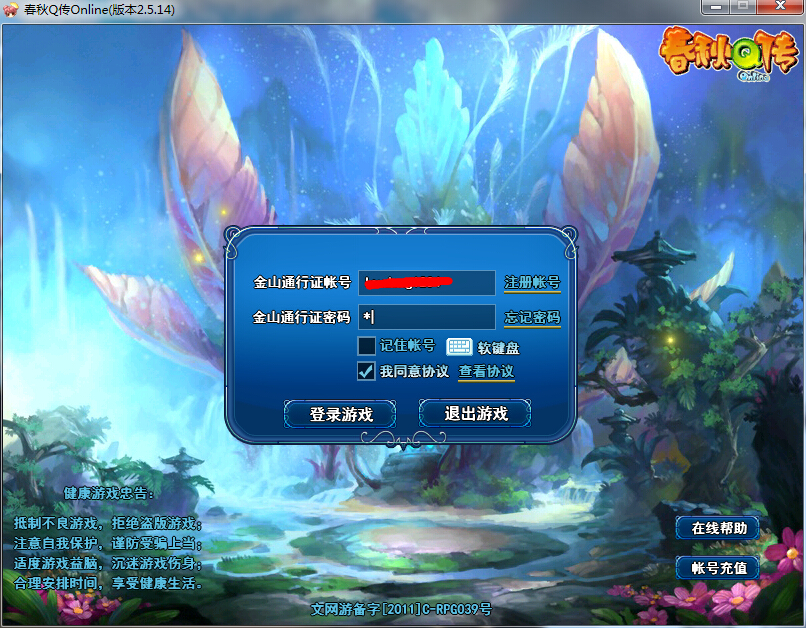 春秋Q传Online(版本2.5.14)
春秋Q传
Online
金山通行证帐号
注册帐号
金山通行证密码 *
忘记密码
记住帐号 软键盘
我同意协议 查看协议
登录游戏 退出游戏
健康游戏忠告:
抵制不良游戏，拒绝盗版游戏;
注意自我保护，谨防受骗上当;
适度游戏益脑，沉迷游戏伤身;
合理安排时间，享受健康生活。
在线帮助
帐号充值
文网游备字[2011]C-RPG039号